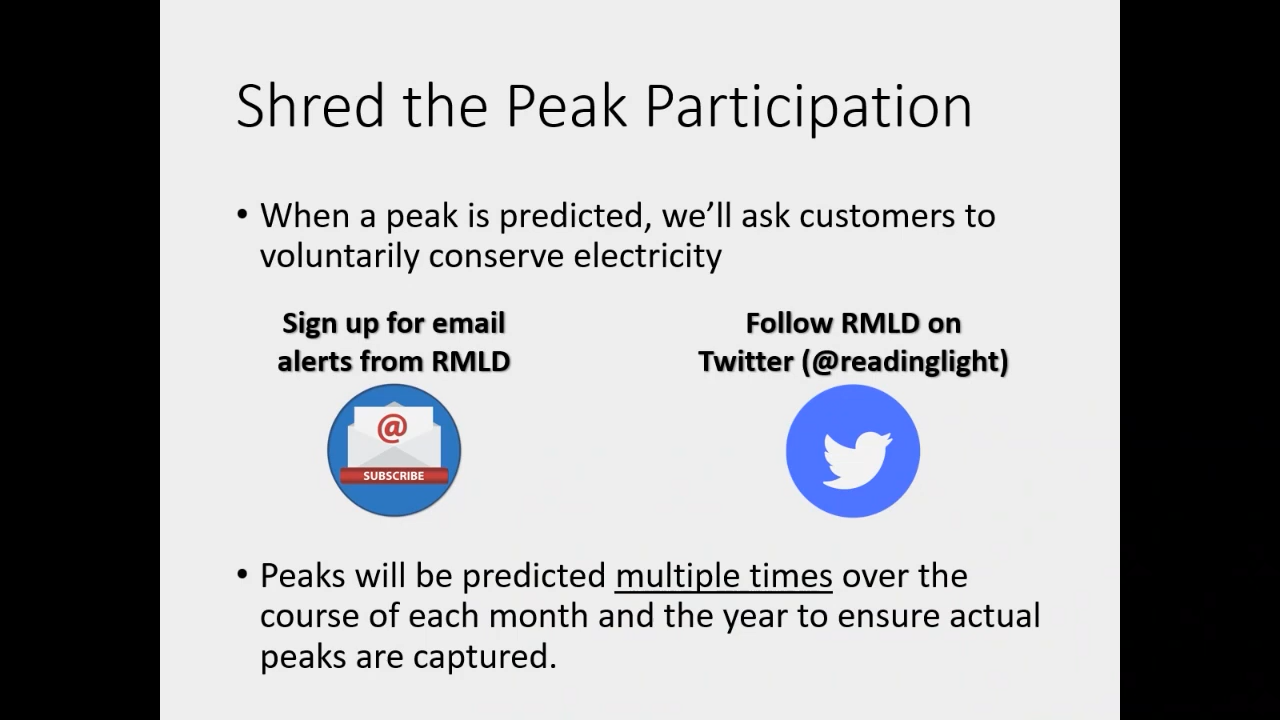 Shred the Peak Participation
• When a peak is predicted, we’ll ask customers to
voluntarily conserve electricity
Sign up for email
alerts from RMLD
@
SUBSCRIBE
Follow RMLD on
Twitter (@readinglight)
• Peaks will be predicted multiple times over the
course of each month and the year to ensure actual
peaks are captured.